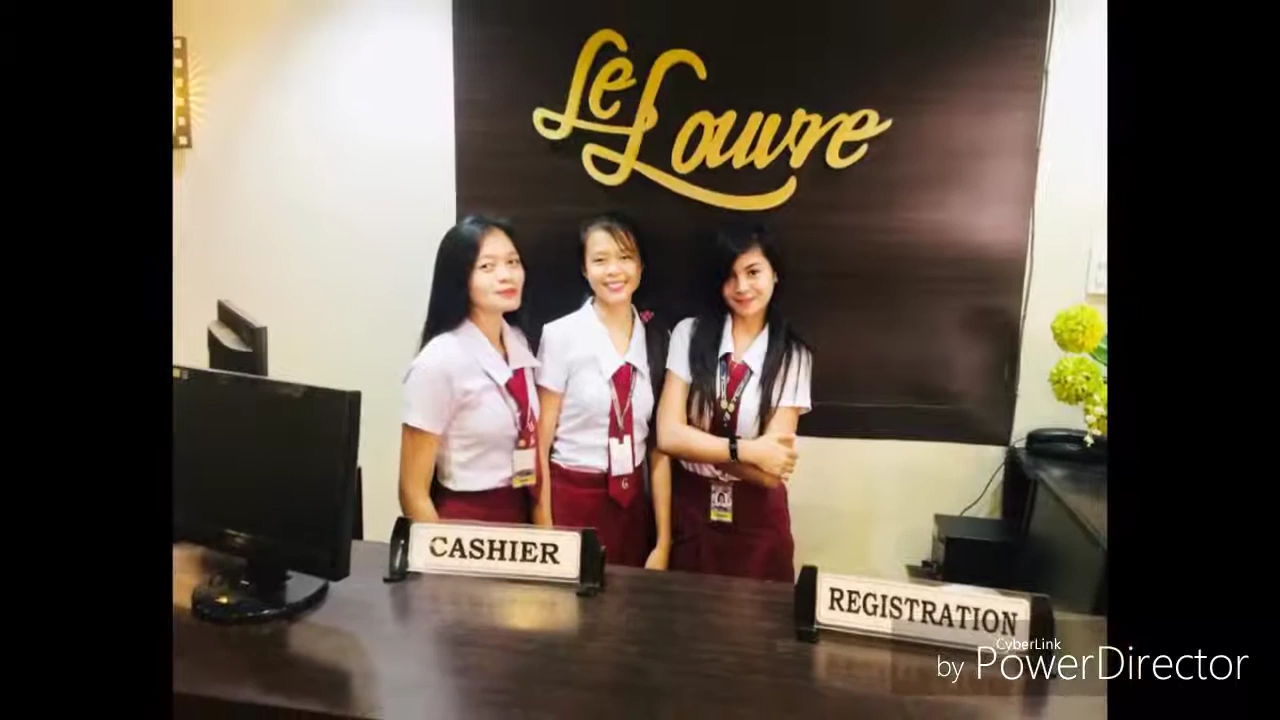 Le Louvre
CASHIER
REGISTRATION
CyberLink
by PowerDirector